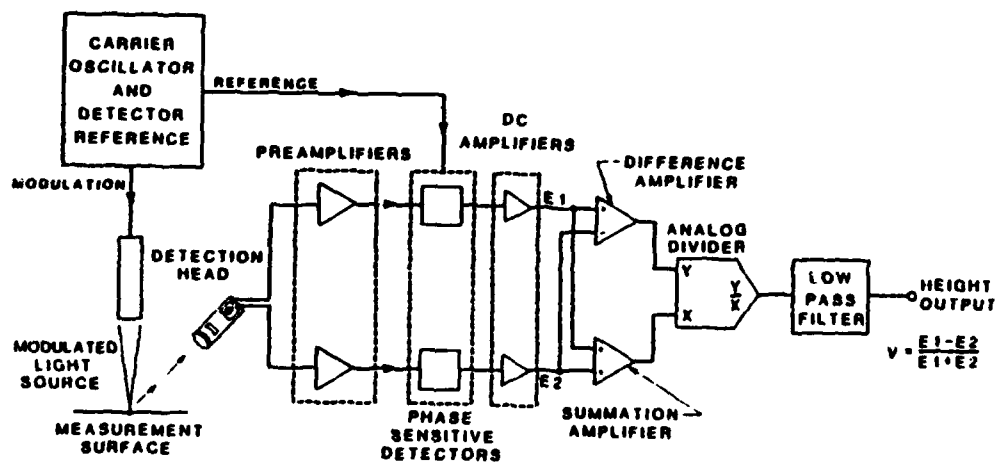 CARRIER
OSCILLATOR
AND
DETECTOR
REFERENCE
REFERENCE
MODULATION
DETECTION
HEAD
MODULATED
LIGHT
SOURCE
MEASUREMENT
SURFACE
PREAMPLIFIERS
PHASE
SENSITIVE
DETECTORS
DC
AMPLIFIERS
E1
E2
DIFFERENCE
AMPLIFIER
SUMMATION
AMPLIFIER
ANALOG
DIVIDER
Y
X
Y
X
LOW
PASS
FILTER
HEIGHT
OUTPUT
V = E1-E2
E1+E2